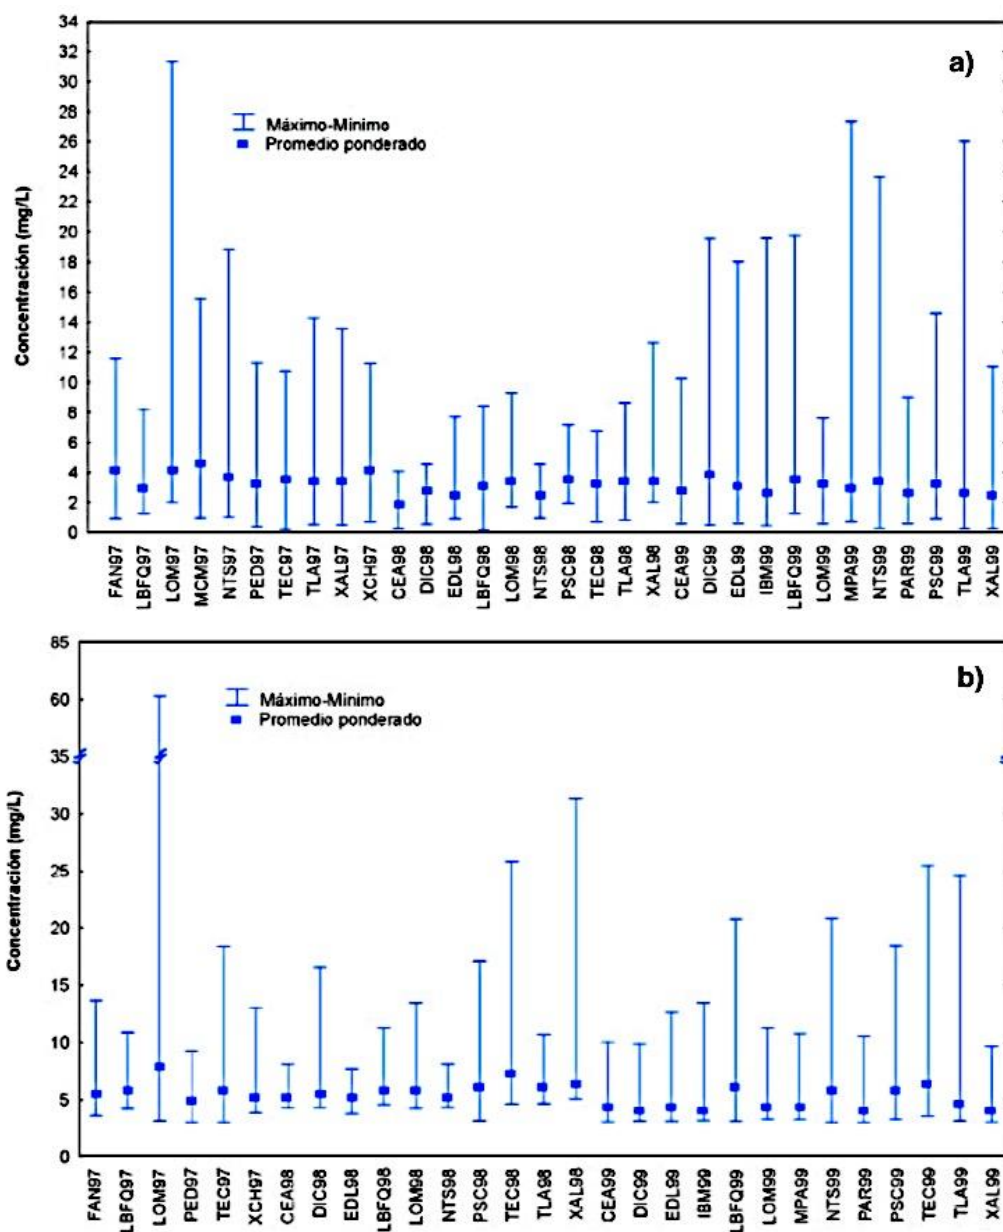 a)
34
32
30
28
26
24
22
20
18
16
14
12
10
8
6
4
2
0
Concentración (mg/L)
Máximo-Mínimo
Promedio ponderado
FAN97
LBFQ97
LOM97
MCM97
NTS97
PED97
TEC97
TLA97
XAL97
XCH97
CEA98
DIC98
EDL98
LBFQ98
LOM98
NTS98
PSC98
TEC98
TLA98
XAL98
CEA99
DIC99
EDL99
IBM99
LBFQ99
LOM99
MPA99
NTS99
PAR99
PSC99
TLA99
XAL99
b)
85
60
35
30
25
20
15
10
5
0
Concentración (mg/L)
Máximo-Mínimo
Promedio ponderado
FAN97
LBFQ97
LOM97
PED97
TEC97
XCH97
CEA98
DIC98
EDL98
LBFQ98
LOM98
NTS98
PSC98
TEC98
TLA98
XAL98
CEA99
DIC99
EDL99
IBM99
LBFQ99
LOM99
MPA99
NTS99
PAR99
PSC99
TEC99
TLA99
XAL99